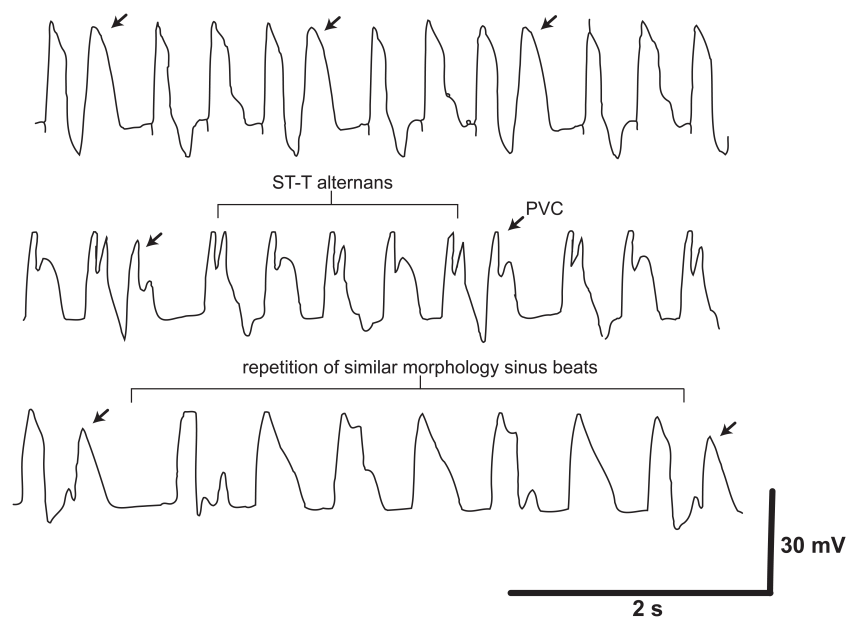 ST-T alternans
PVC
repetition of similar morphology sinus beats
30 mV
2 s